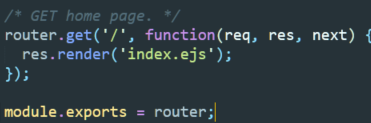 /* GET home page. */
router.get('/', function(req, res, next) {
  res.render('index.ejs');
});

module.exports = router;